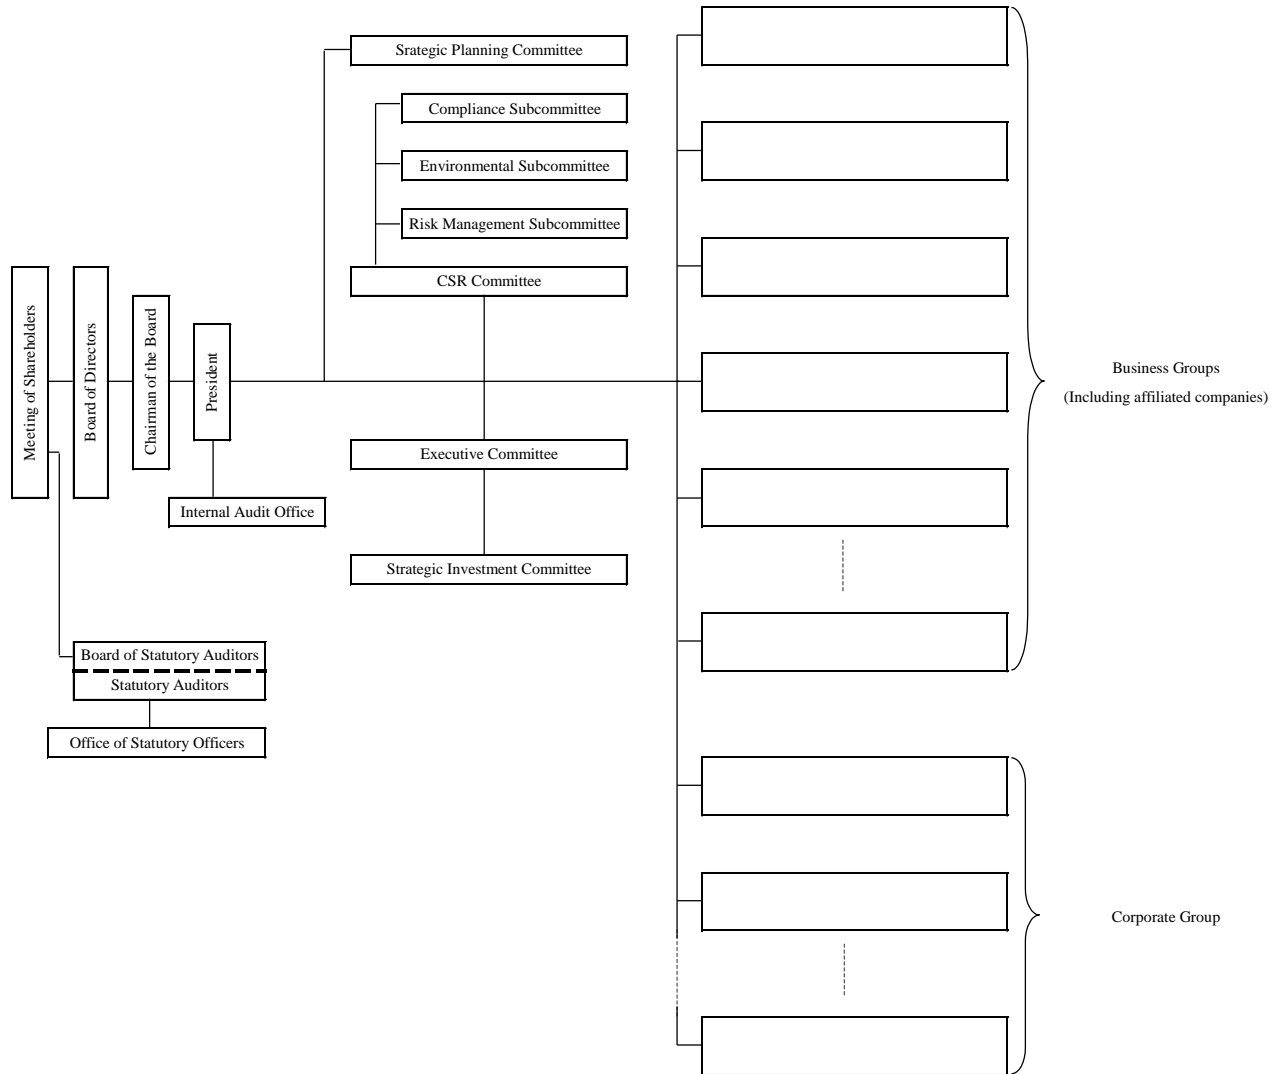 Srategic Planning Committee
Compliance Subcommittee
Environmental Subcommittee
Risk Management Subcommittee
CSR Committee
Meeting of Shareholders
Board of Directors
Chairman of the Board
President
Business Groups
(Including affiliated companies)
Executive Committee
Internal Audit Office
Strategic Investment Committee
Board of Statutory Auditors
Statutory Auditors
Office of Statutory Officers
Corporate Group